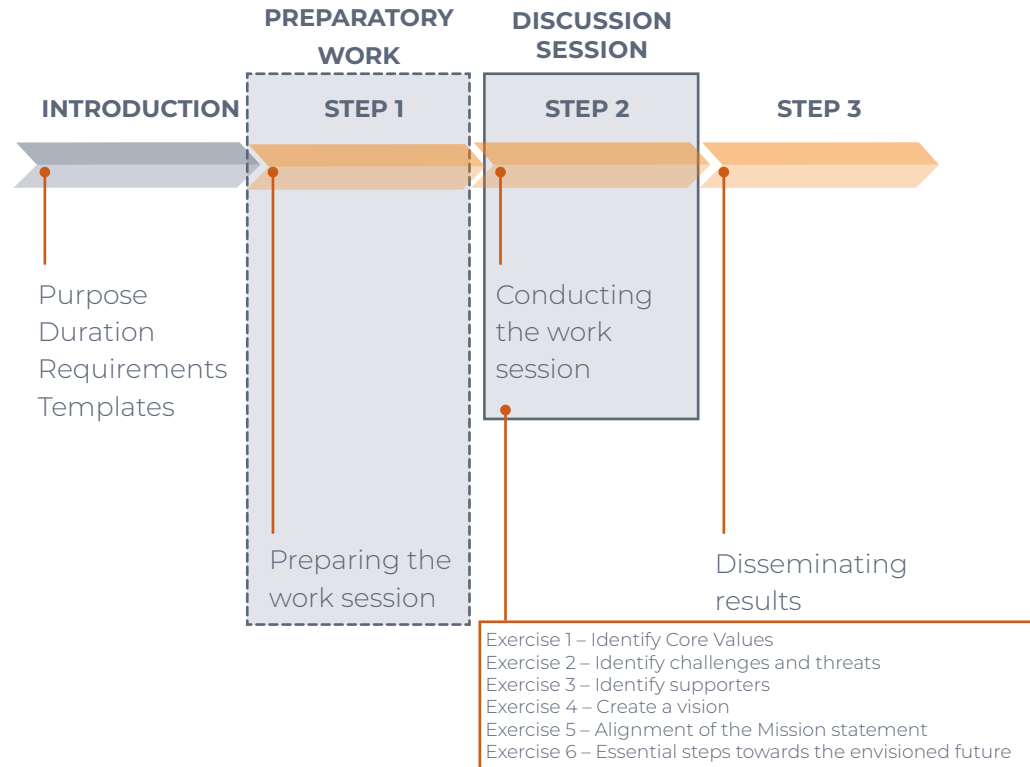 PREPARATORY
WORK
DISCUSSION
SESSION
INTRODUCTION
STEP 1
STEP 2
STEP 3
Purpose
Duration
Requirements
Templates
Preparing the
work session
Conducting
the work
session
Disseminating
results
Exercise 1 – Identify Core Values
Exercise 2 – Identify challenges and threats
Exercise 3 – Identify supporters
Exercise 4 – Create a vision
Exercise 5 – Alignment of the Mission statement
Exercise 6 – Essential steps towards the envisioned future